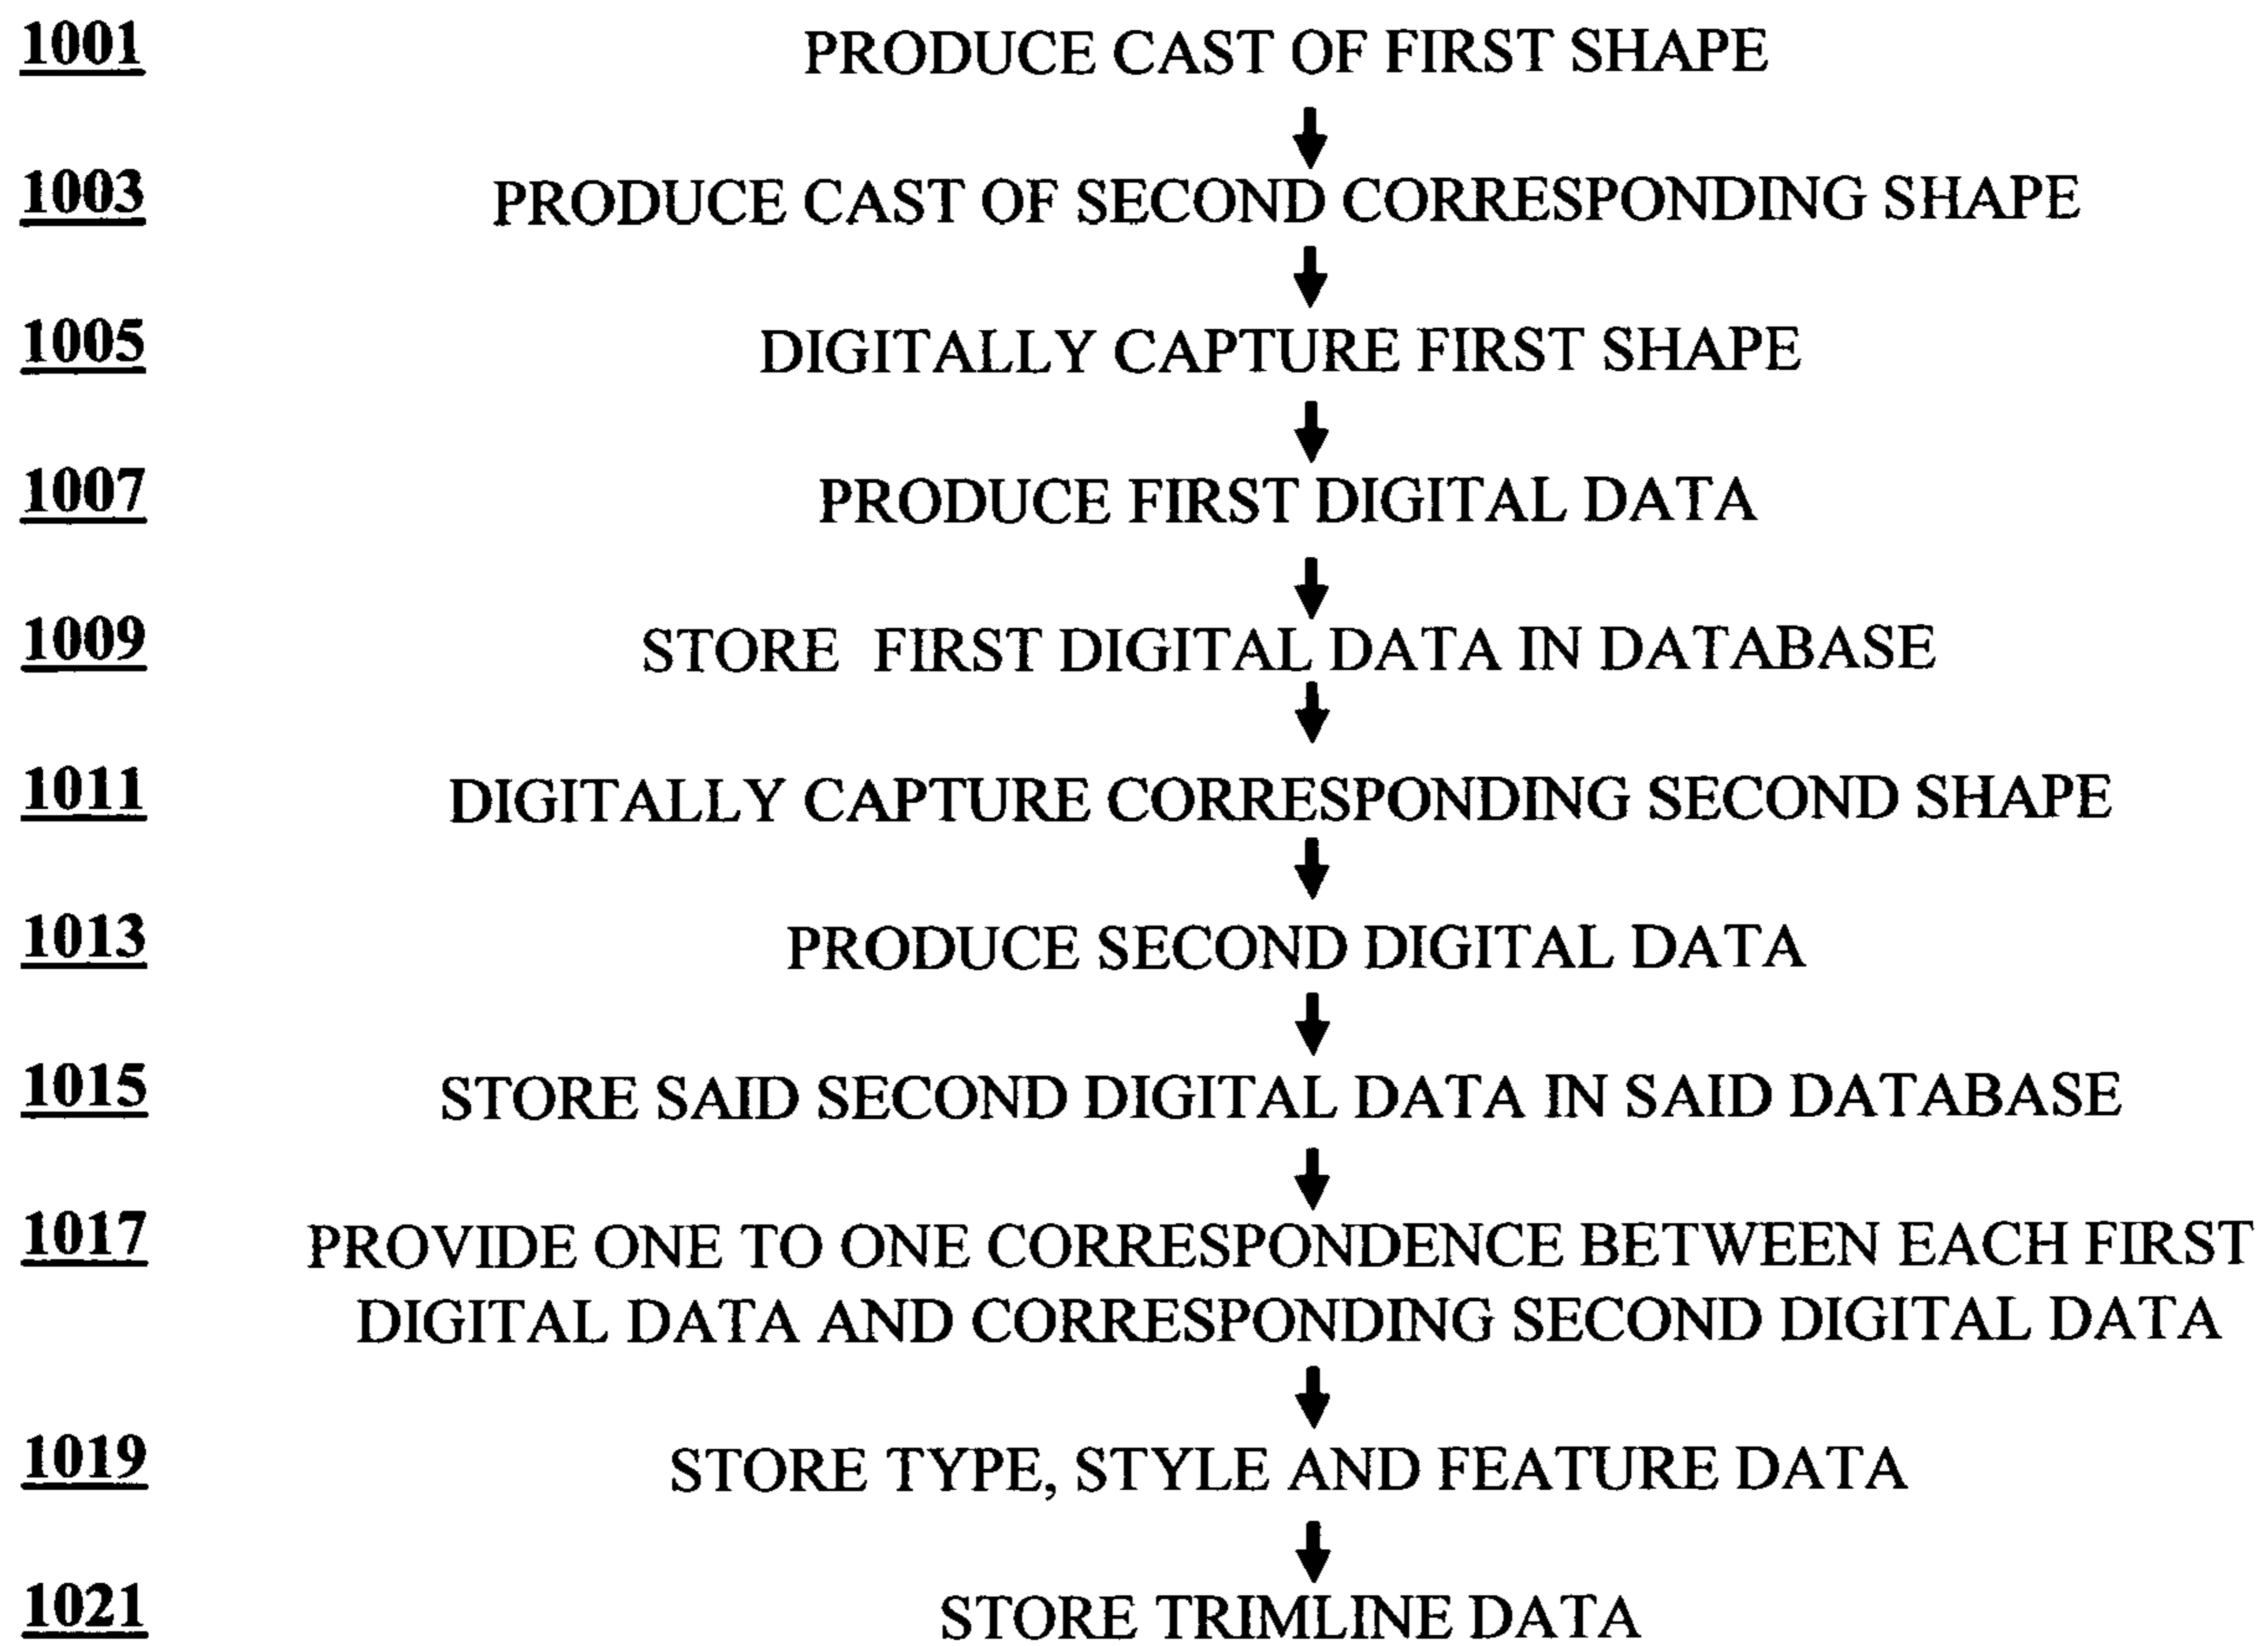 1001 PRODUCE CAST OF FIRST SHAPE
1003 PRODUCE CAST OF SECOND CORRESPONDING SHAPE
1005 DIGITALLY CAPTURE FIRST SHAPE
1007 PRODUCE FIRST DIGITAL DATA
1009 STORE FIRST DIGITAL DATA IN DATABASE
1011 DIGITALLY CAPTURE CORRESPONDING SECOND SHAPE
1013 PRODUCE SECOND DIGITAL DATA
1015 STORE SAID SECOND DIGITAL DATA IN SAID DATABASE
1017 PROVIDE ONE TO ONE CORRESPONDENCE BETWEEN EACH FIRST
DIGITAL DATA AND CORRESPONDING SECOND DIGITAL DATA
1019 STORE TYPE, STYLE AND FEATURE DATA
1021 STORE TRIMLINE DATA